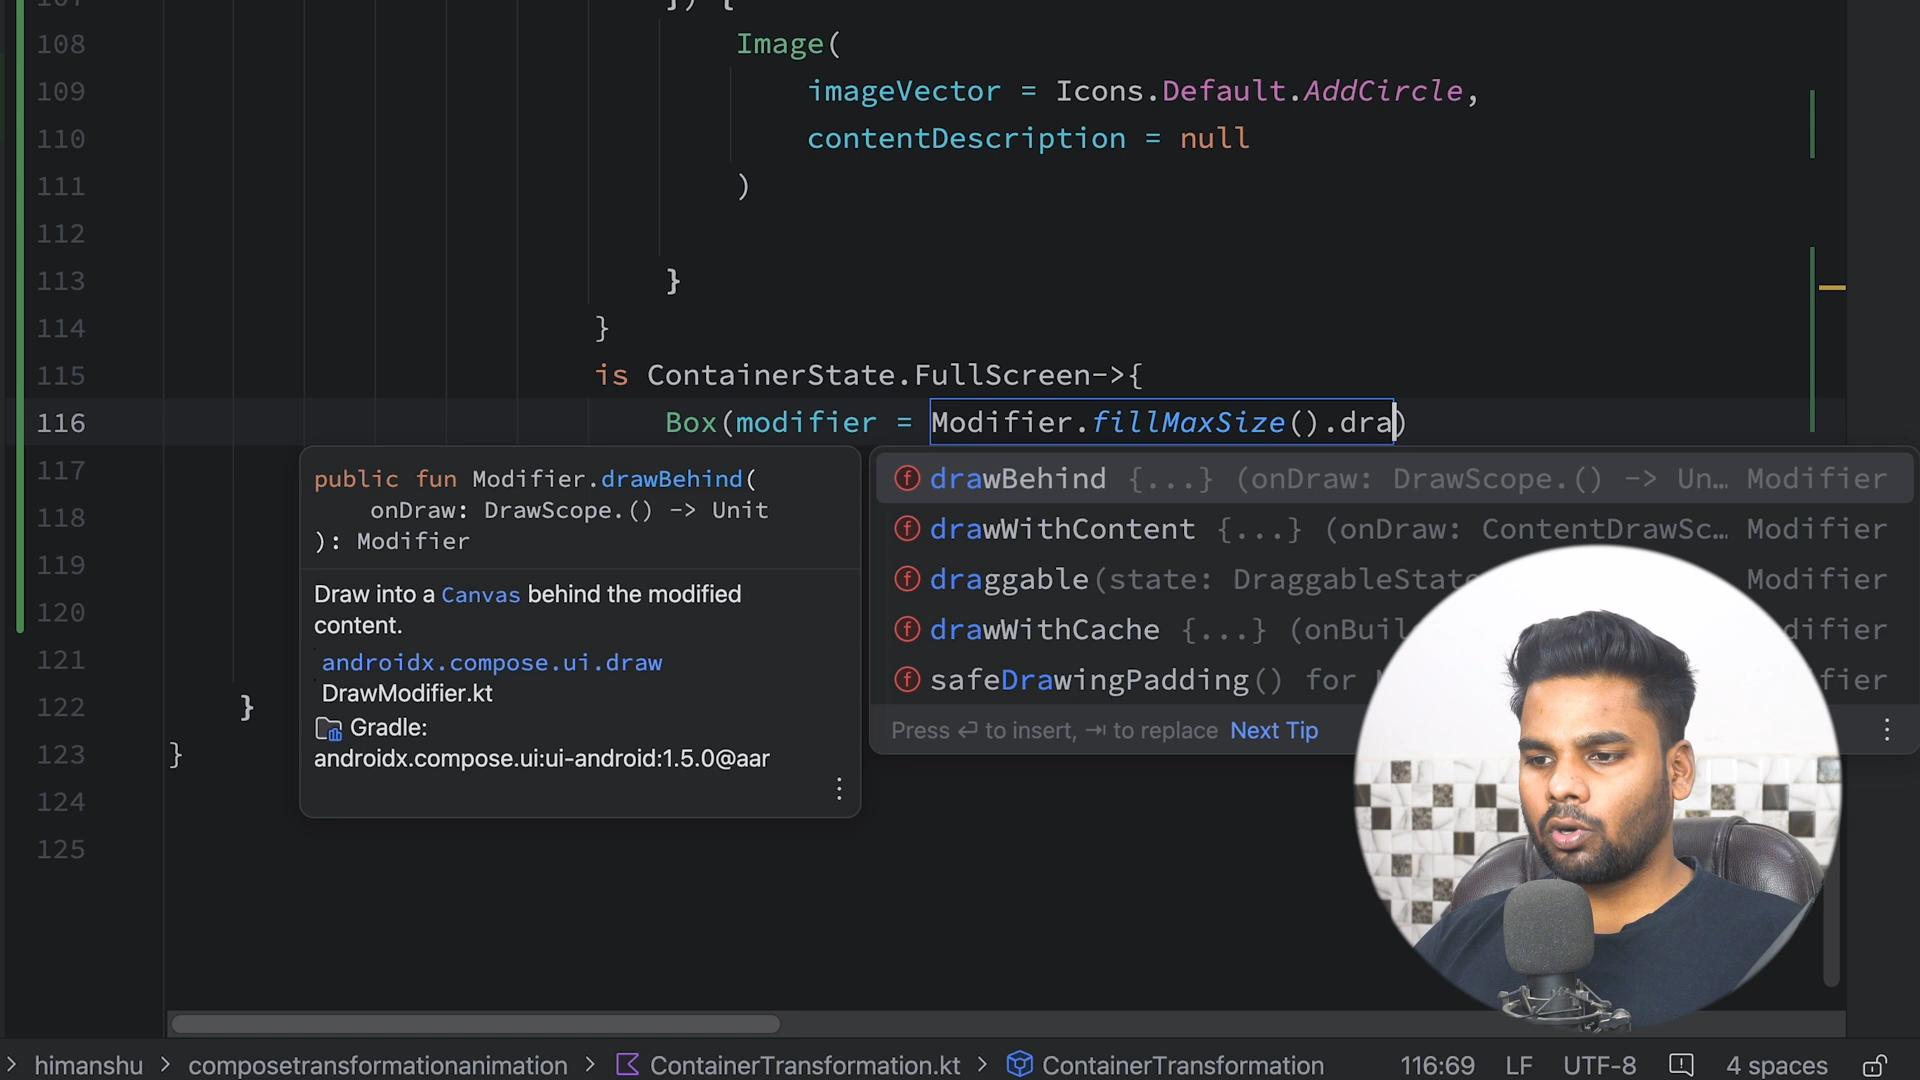 107 }) {
108 Image(
109 imageVector = Icons.Default.AddCircle,
110 contentDescription = null
111 )
112
113 }
114 }
115 is ContainerState.FullScreen->{
116 Box(modifier = Modifier.fillMaxSize().dra)
117
118
119
120
121
122 }
123 }
124
125
public fun Modifier.drawBehind(
onDraw: DrawScope.() -> Unit
): Modifier
Draw into a Canvas behind the modified
content.
androidx.compose.ui.draw
DrawModifier.kt
Gradle:
androidx.compose.ui:ui-android:1.5.0@aar
drawBehind {...} (onDraw: DrawScope.() -> Un… Modifier
drawWithContent {...} (onDraw: ContentDrawSc… Modifier
draggable(state: DraggableState Modifier
drawWithCache {...} (onBuil
safeDrawingPadding() for
Press ↵ to insert, ⇥ to replace Next Tip
> himanshu > composetransformationanimation > ContainerTransformation.kt > ContainerTransformation 116:69 LF UTF-8 4 spaces